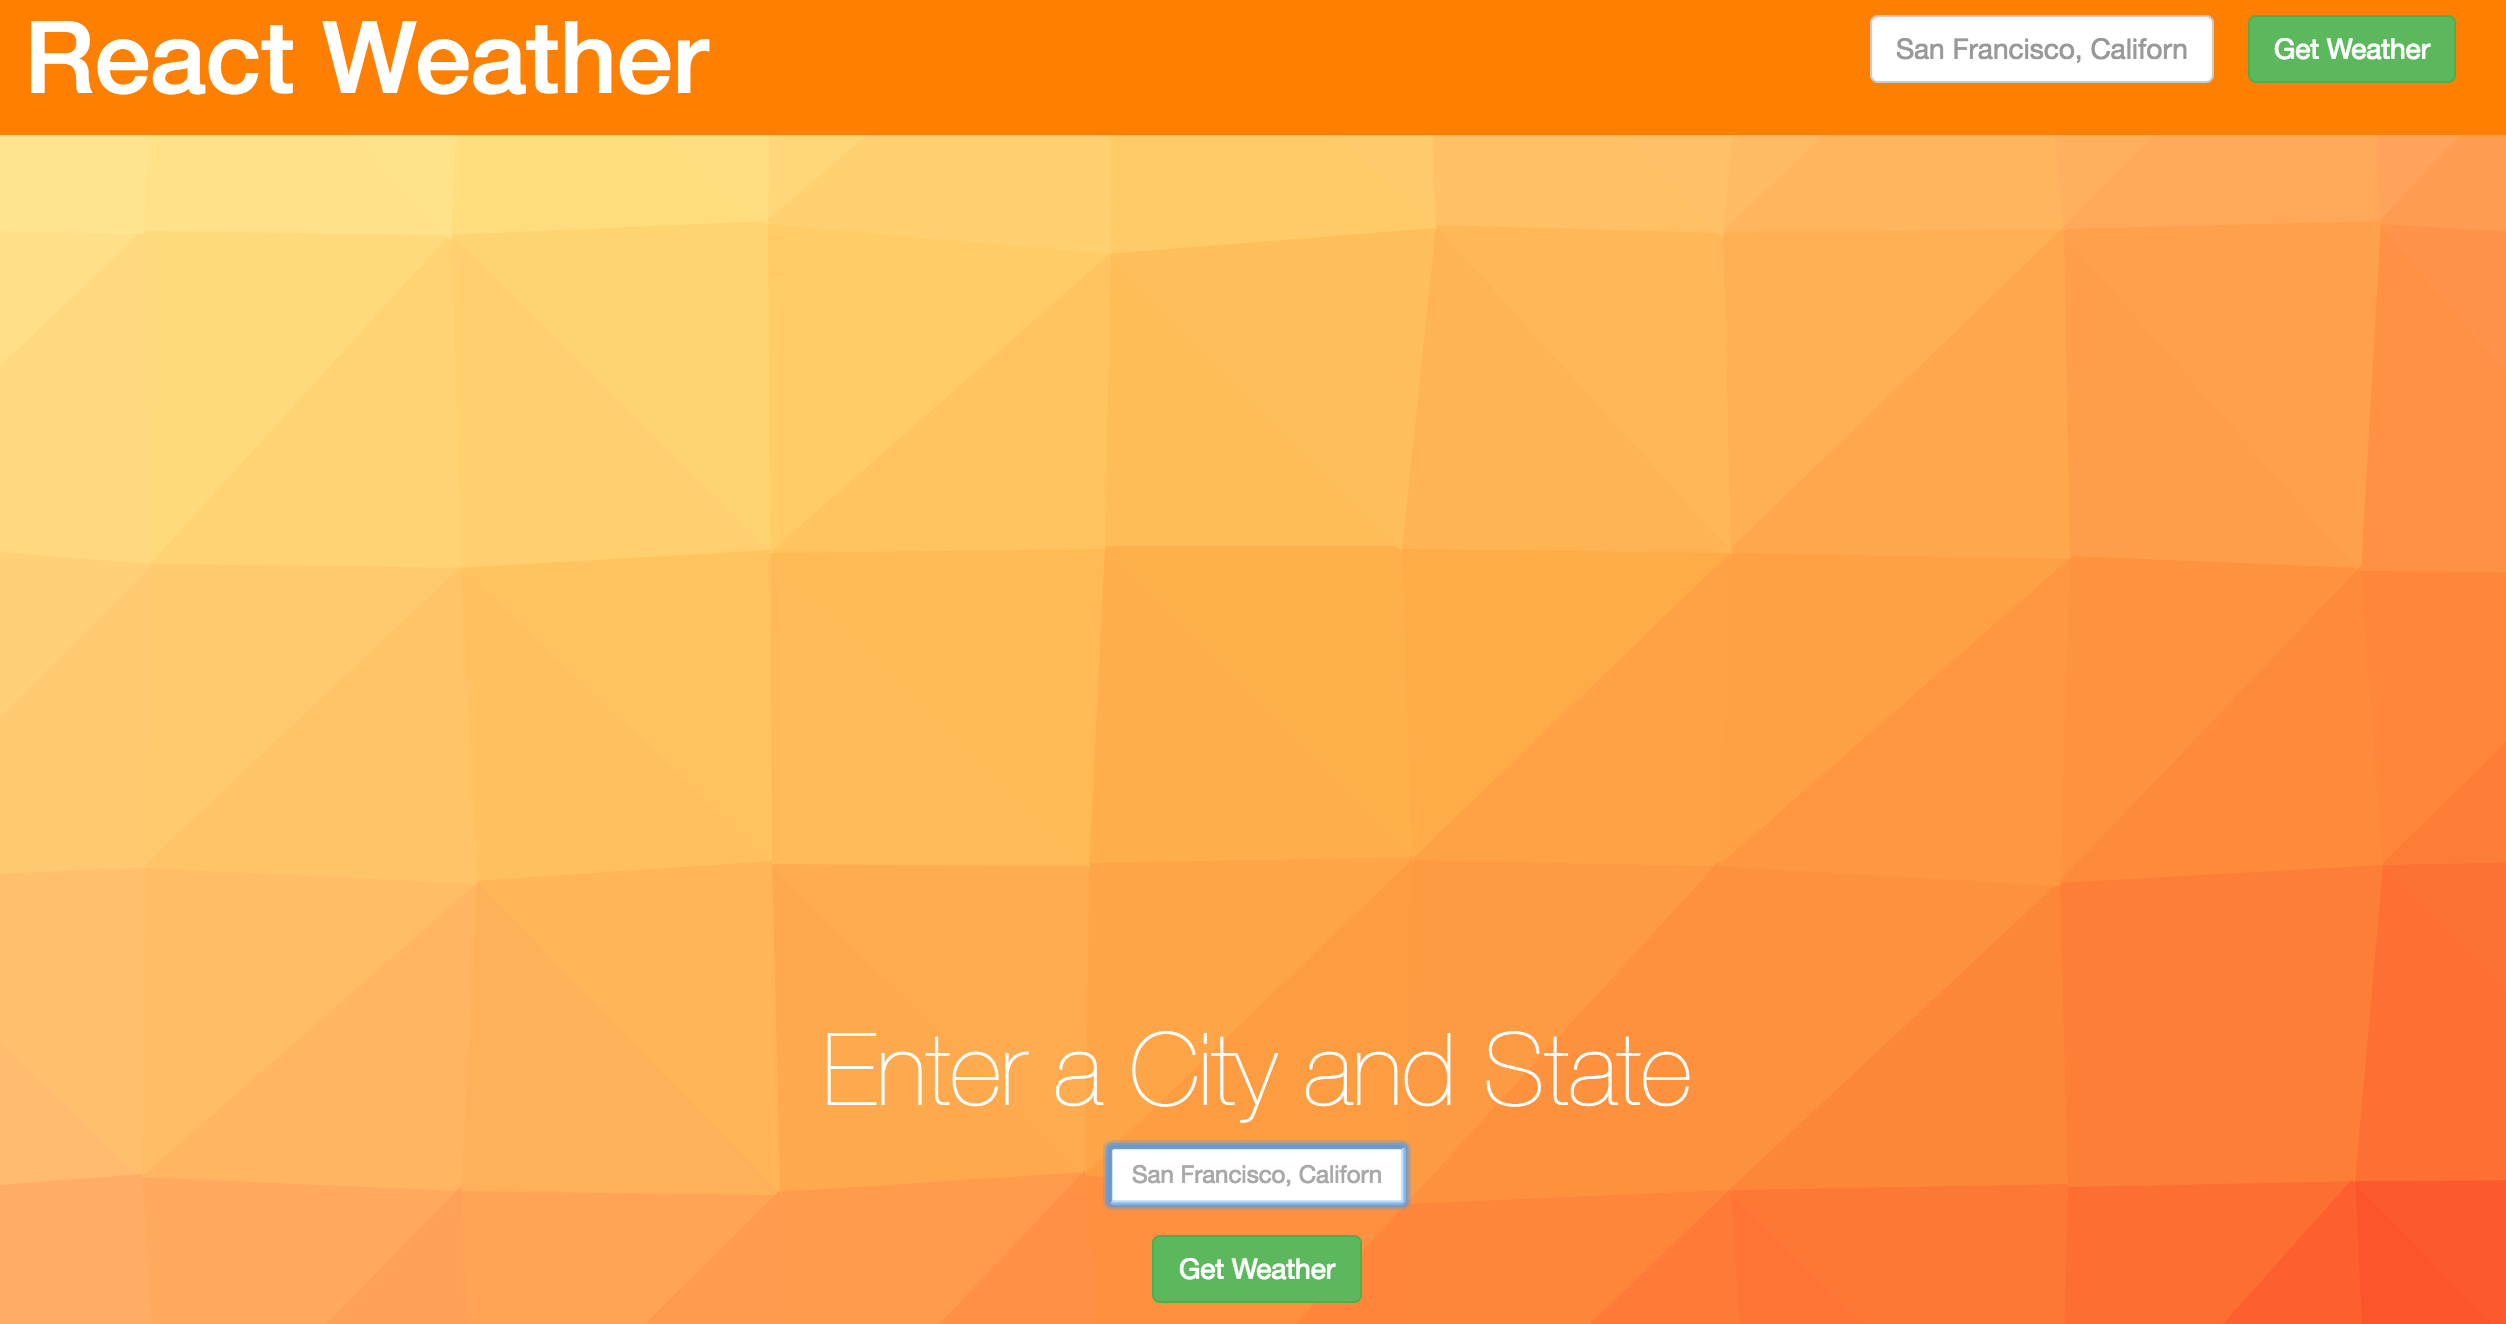 React Weather
San Francisco, Californ
Get Weather
Enter a City and State
San Francisco, Californ
Get Weather